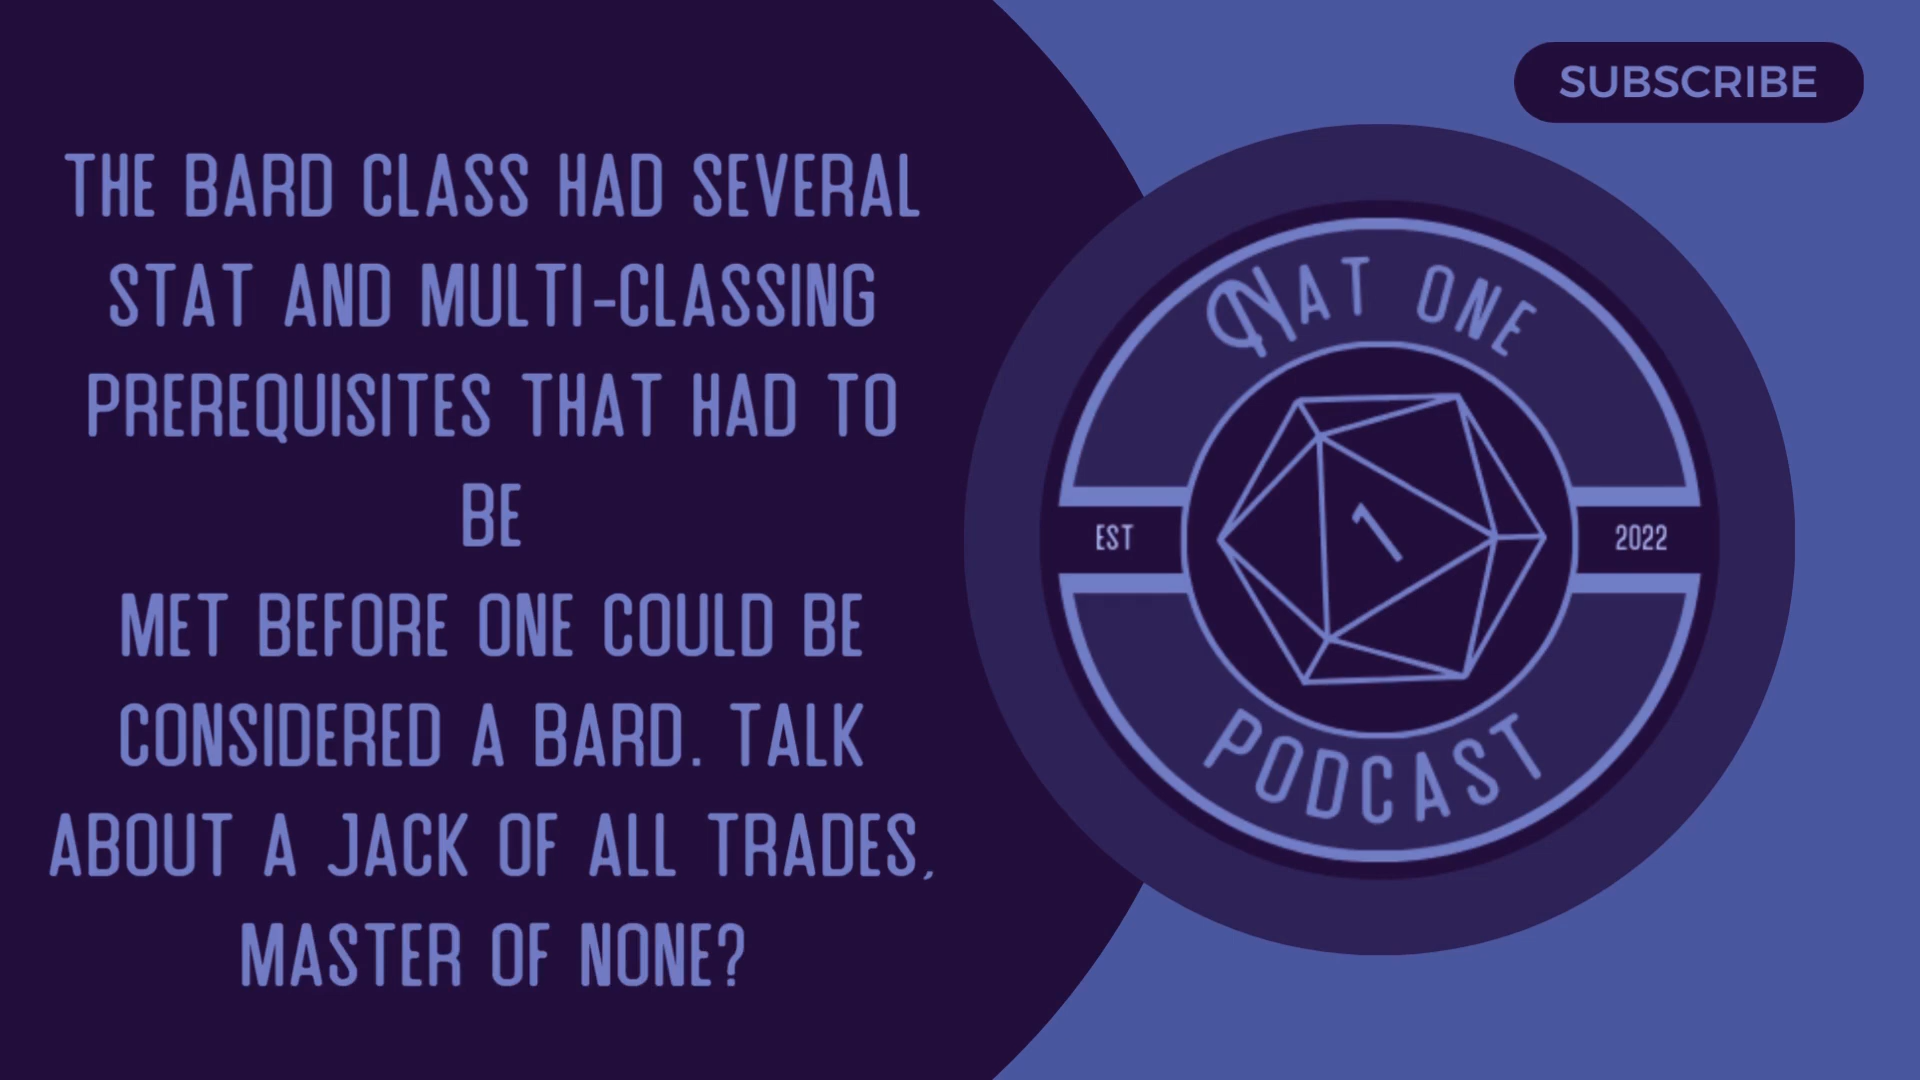 THE BARD CLASS HAD SEVERAL
STAT AND MULTI-CLASSING
PREREQUISITES THAT HAD TO
BE
MET BEFORE ONE COULD BE
CONSIDERED A BARD. TALK
ABOUT A JACK OF ALL TRADES,
MASTER OF NONE?
SUBSCRIBE
NAT ONE
1
EST
2022
PODCAST